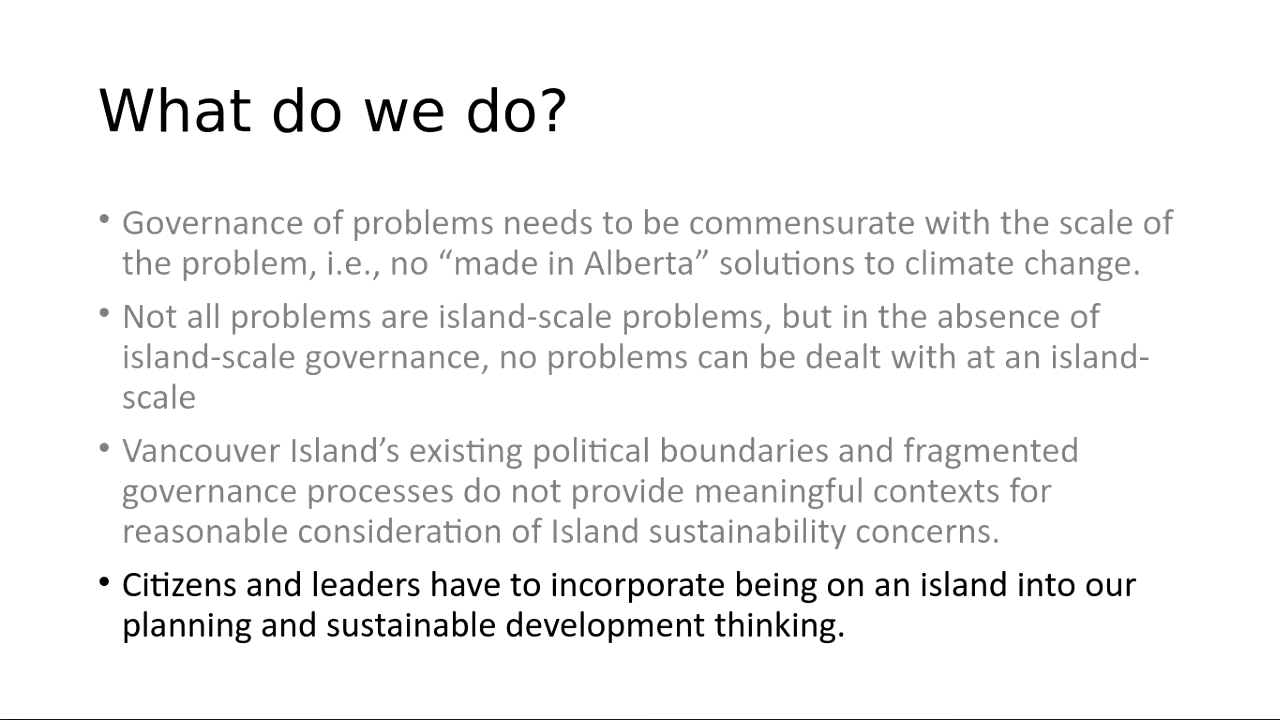 What do we do?
• Governance of problems needs to be commensurate with the scale of
the problem, i.e., no “made in Alberta” solutions to climate change.
• Not all problems are island-scale problems, but in the absence of
island-scale governance, no problems can be dealt with at an island-
scale
• Vancouver Island’s existing political boundaries and fragmented
governance processes do not provide meaningful contexts for
reasonable consideration of Island sustainability concerns.
• Citizens and leaders have to incorporate being on an island into our
planning and sustainable development thinking.